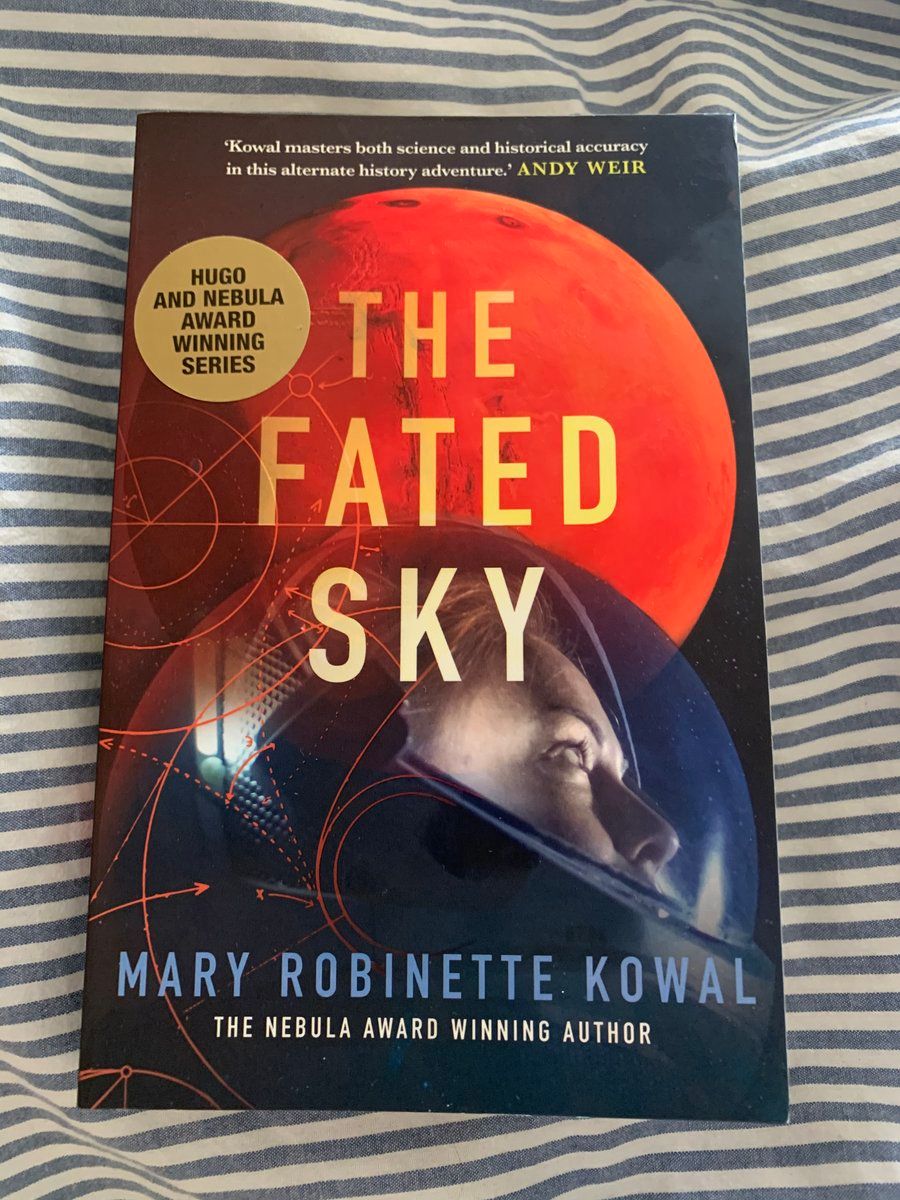 ‘Kowal masters both science and historical accuracy
in this alternate history adventure.’ ANDY WEIR
HUGO
AND NEBULA
AWARD
WINNING
SERIES
THE
FATED
SKY
MARY ROBINETTE KOWAL
THE NEBULA AWARD WINNING AUTHOR